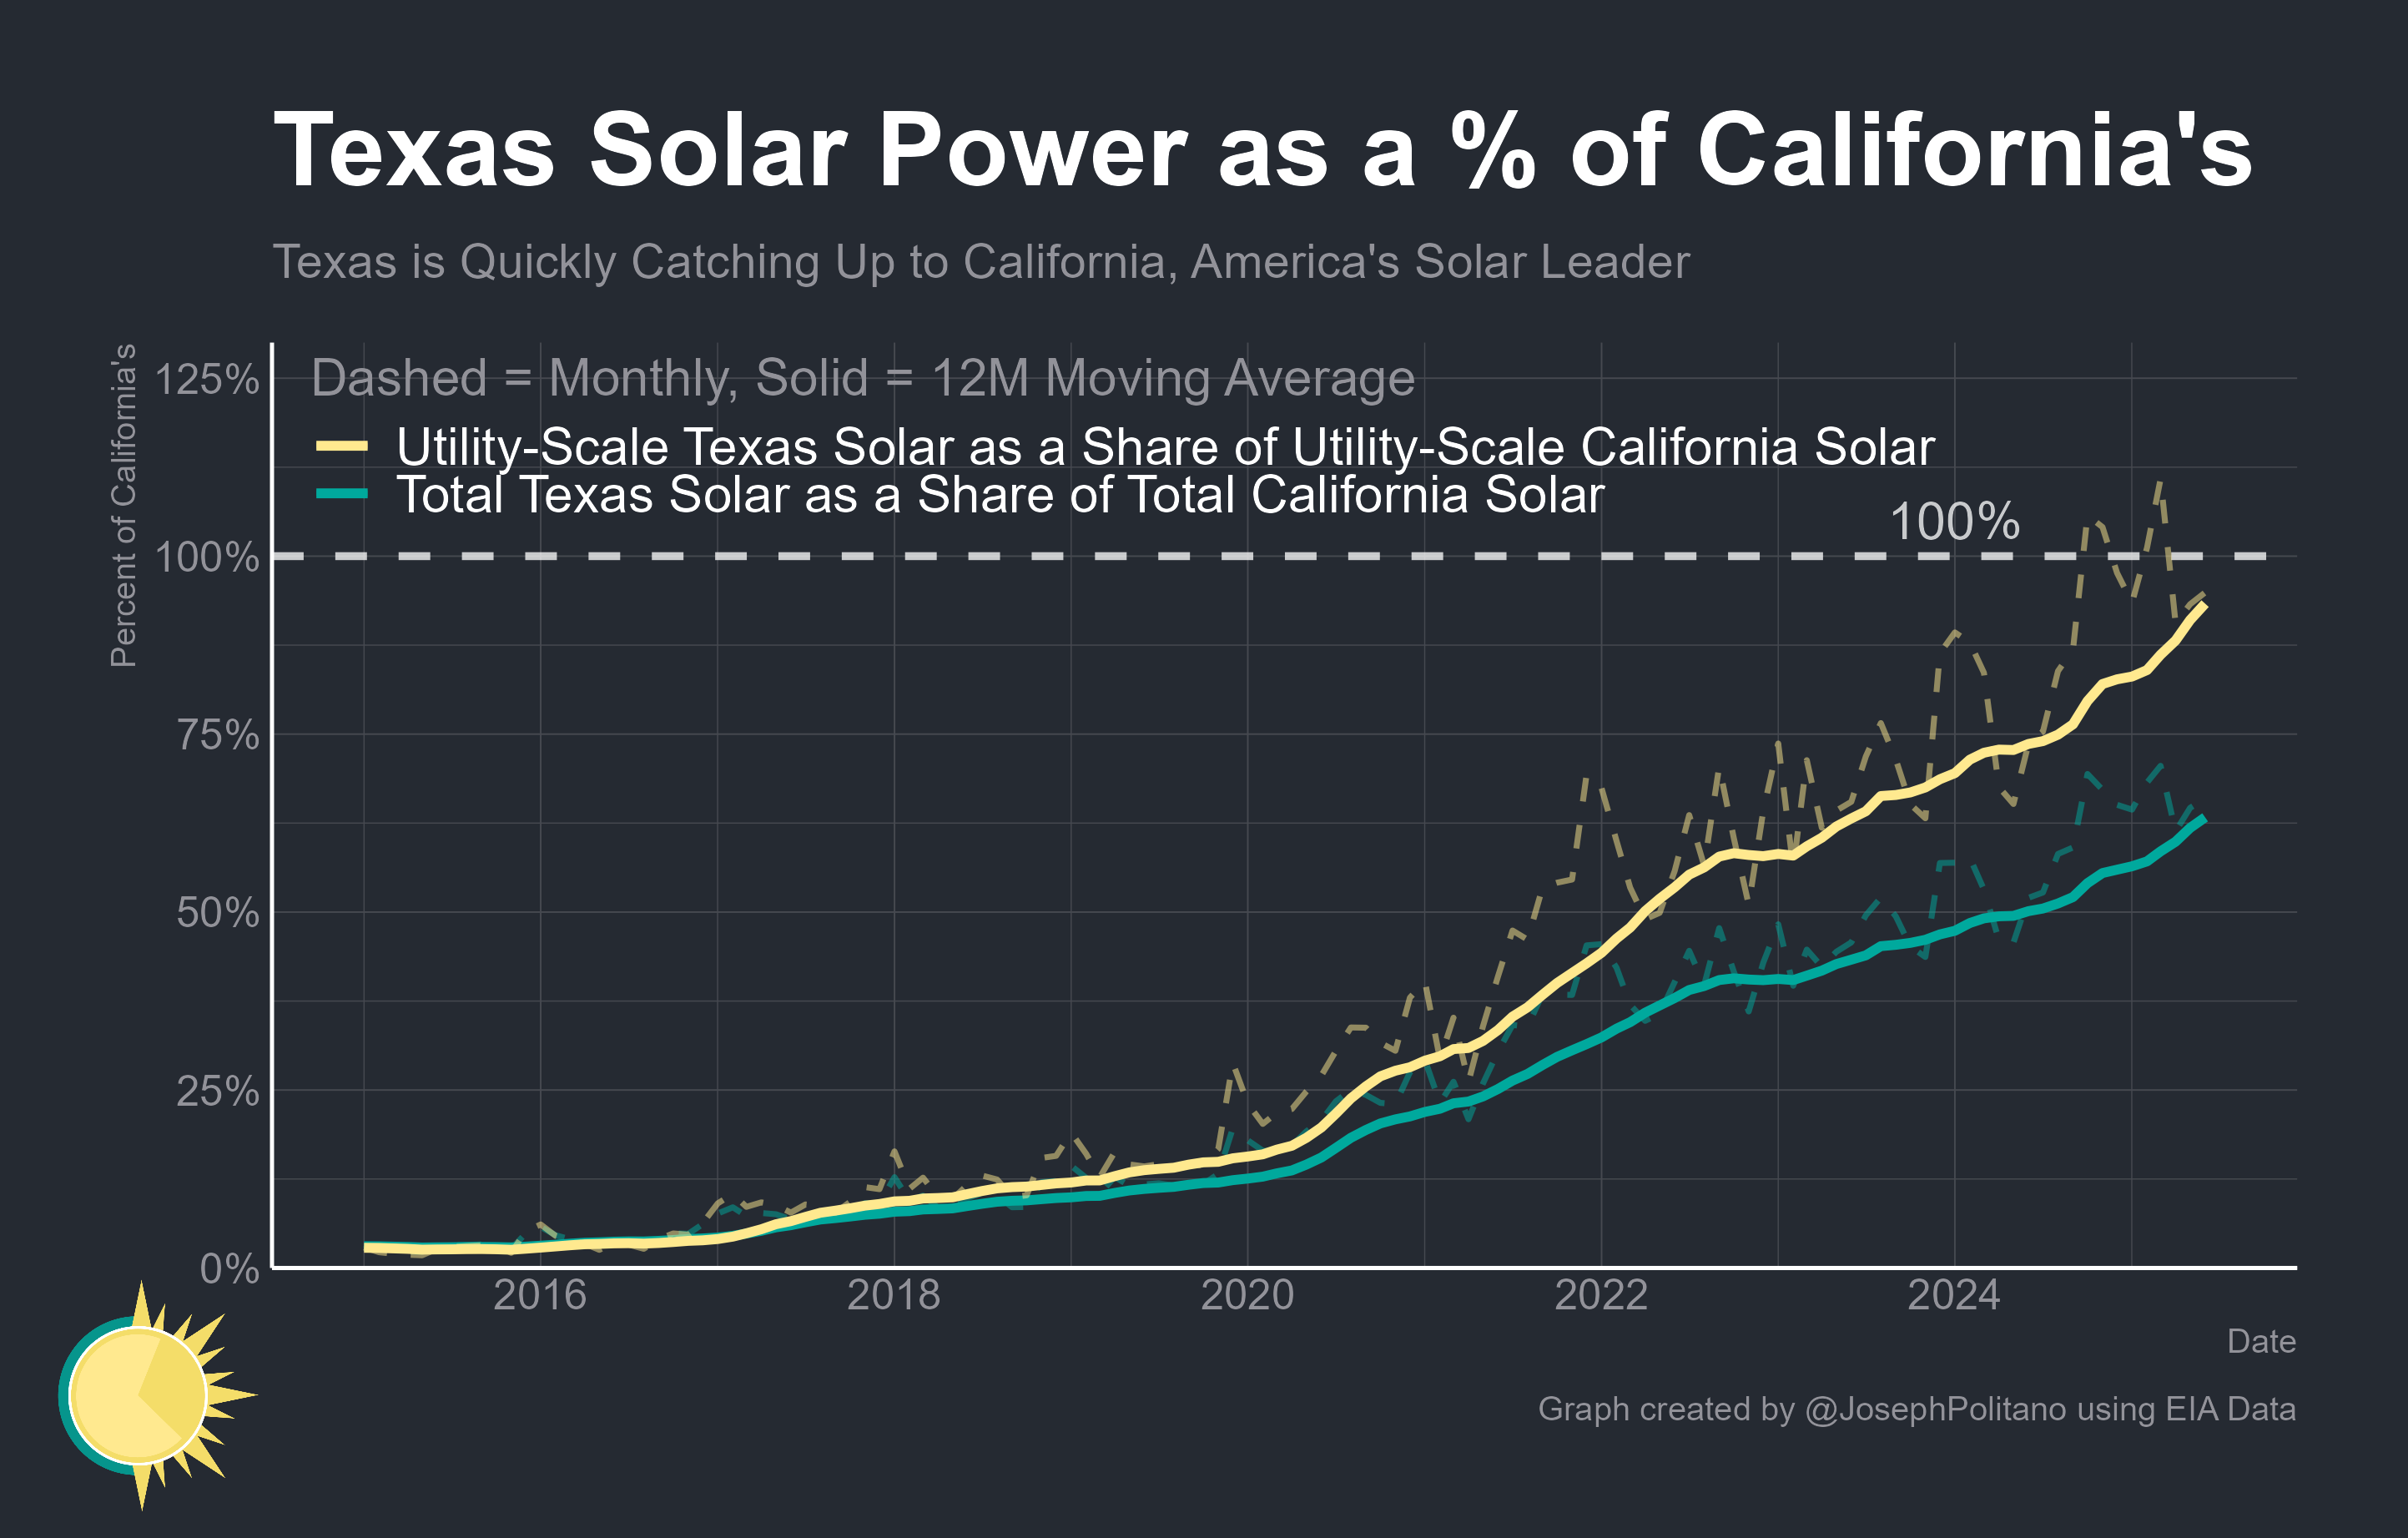 Texas Solar Power as a % of California's
Texas is Quickly Catching Up to California, America's Solar Leader
Percent of California's
125%
100%
75%
50%
25%
0%
Dashed = Monthly, Solid = 12M Moving Average
Utility-Scale Texas Solar as a Share of Utility-Scale California Solar
Total Texas Solar as a Share of Total California Solar
100%
2016
2018
2020
2022
2024
Date
Graph created by @JosephPolitano using EIA Data